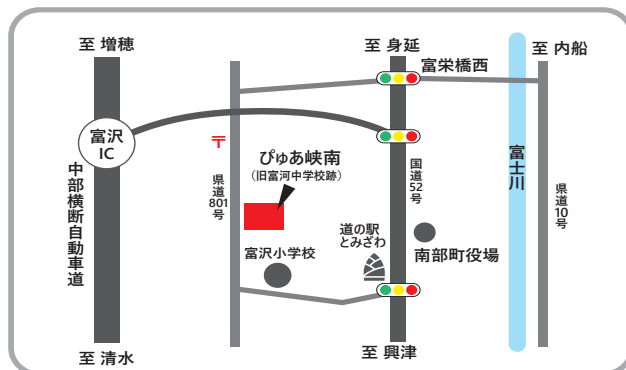 至 増穂
至 身延
至 内船
富栄橋西
富沢
IC
〒
ぴゅあ峡南
(旧富河中学校跡)
県道
801
号
国道
52
号
富士川
県道
10
号
中部横断自動車道
道の駅
とみざわ
富沢小学校
南部町役場
至 清水
至 興津